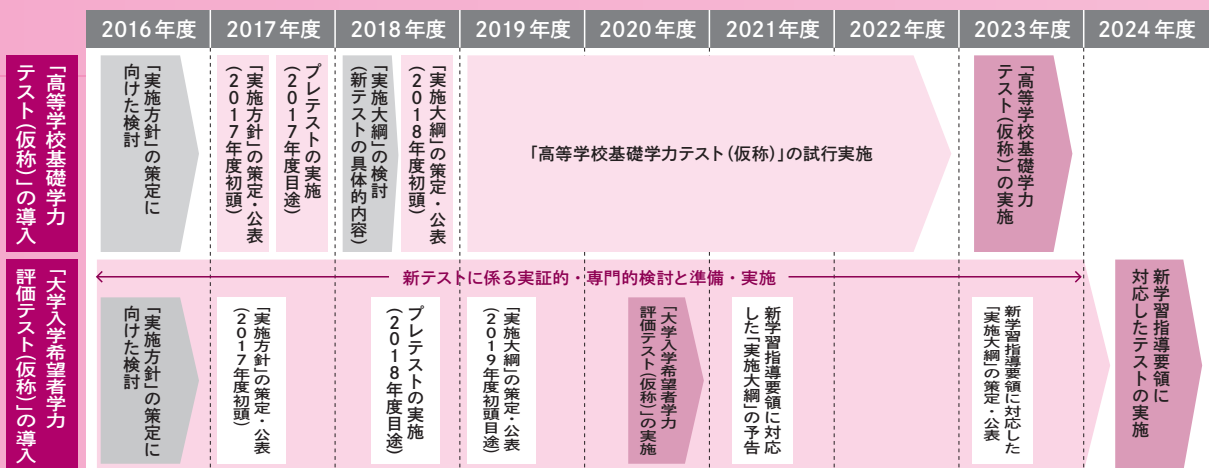 2016年度
2017年度
2018年度
2019年度
2020年度
2021年度
2022年度
2023年度
2024年度
「高等学校基礎学力
テスト(仮称)」の導入
「実施方針」の策定に
向けた検討
「実施方針」の策定・公表
(2017年度初頭)
プレテストの実施
(2017年度目途)
「実施大綱」の検討
(新テストの具体的内容)
「実施大綱」の策定・公表
(2018年度初頭)
「高等学校基礎学力テスト(仮称)」の試行実施
「高等学校基礎学力
テスト(仮称)」の実施
「大学入学希望者学力
評価テスト(仮称)」の導入
新テストに係る実証的・専門的検討と準備・実施
「実施方針」の策定に
向けた検討
「実施方針」の策定・公表
(2017年度初頭)
プレテストの実施
(2018年度目途)
「実施大綱」の策定・公表
(2019年度初頭目途)
「大学入学希望者学力
評価テスト(仮称)」の実施
新学習指導要領に対応
した「実施大綱」の予告
新学習指導要領に対応した
「実施大綱」の策定・公表
新学習指導要領に
対応したテストの実施